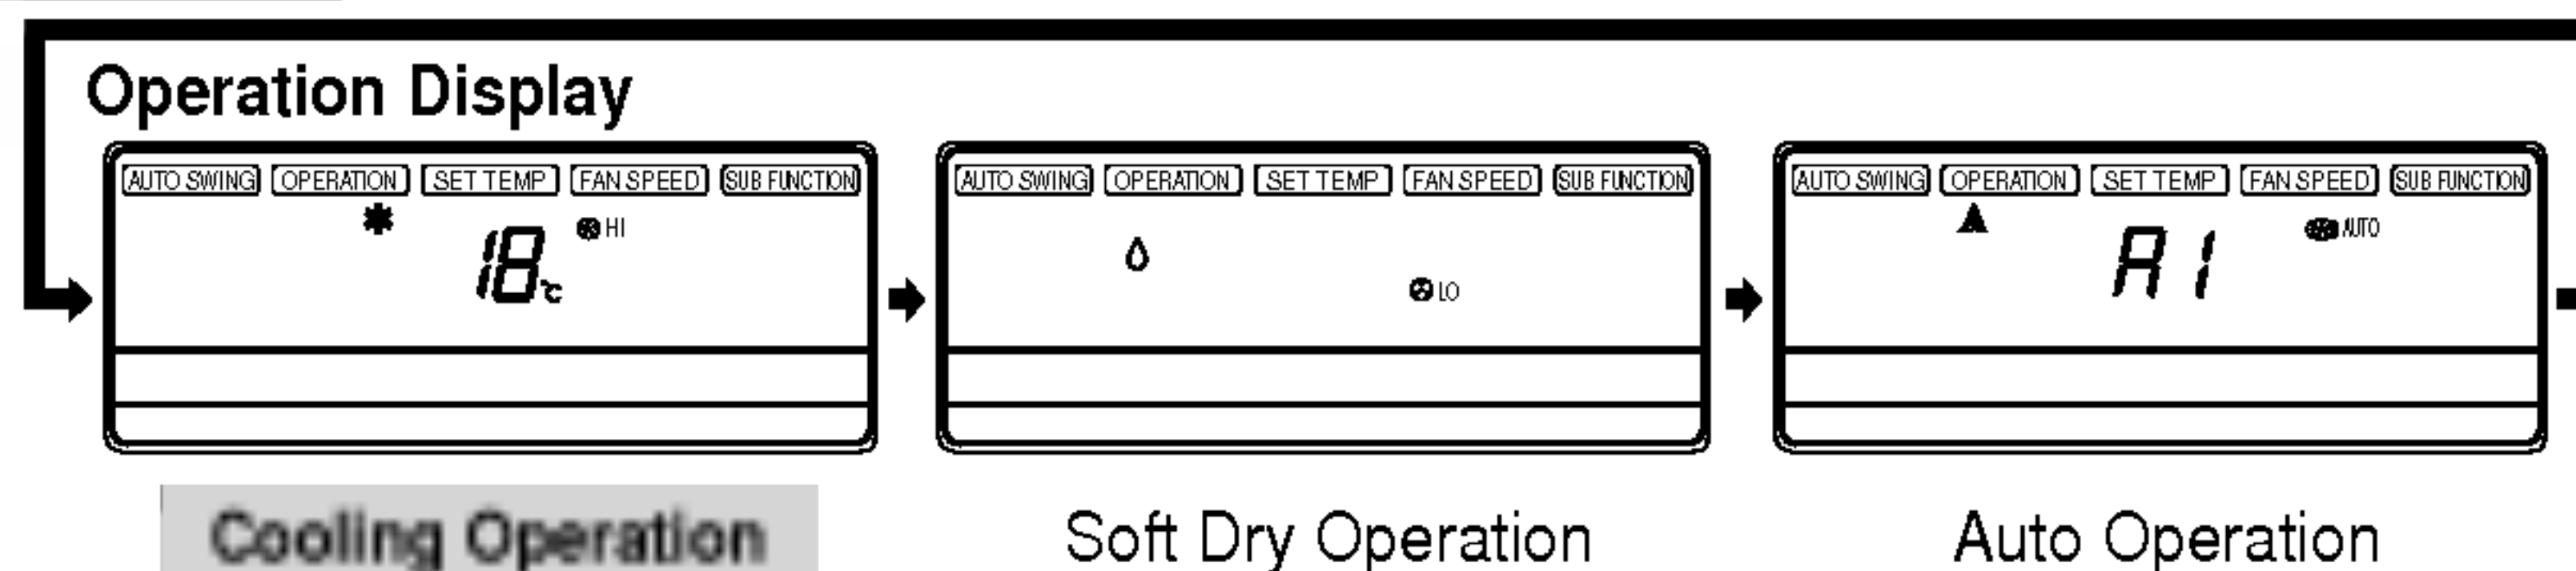 Operation Display
AUTO SWING OPERATION SET TEMP FAN SPEED SUB FUNCTION
18°C HI
AUTO SWING OPERATION SET TEMP FAN SPEED SUB FUNCTION
LO
AUTO SWING OPERATION SET TEMP FAN SPEED SUB FUNCTION
A1 AUTO
Cooling Operation
Soft Dry Operation
Auto Operation